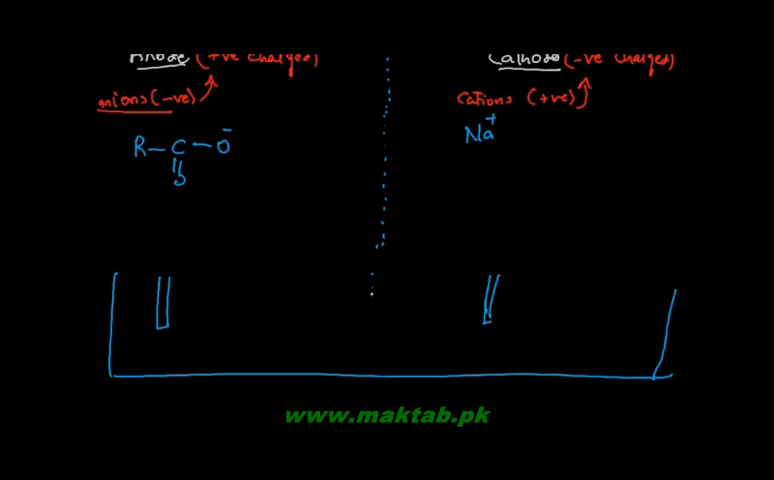 Anode (+ve charged)
Cathode (-ve charged)
anions (-ve)
Cations (+ve)
R-C-O⁻
||
O
Na⁺
www.maktab.pk